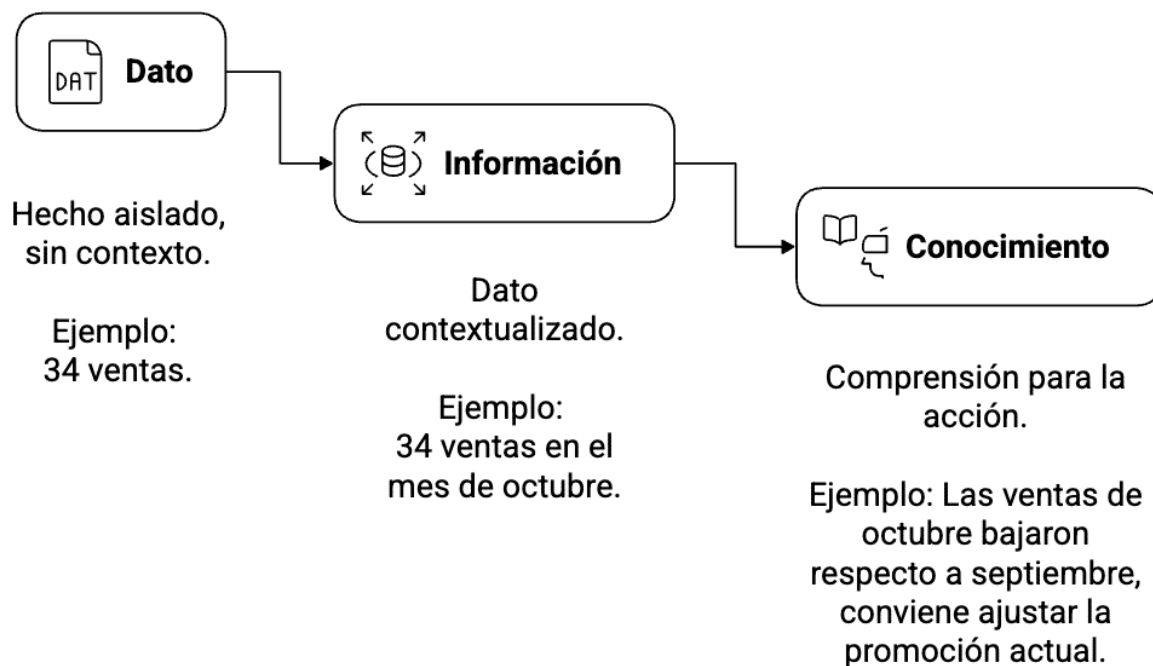 DAT
Dato
Hecho aislado,
sin contexto.
Ejemplo:
34 ventas.
Información
Dato
contextualizado.
Ejemplo:
34 ventas en el
mes de octubre.
Conocimiento
Comprensión para la
acción.
Ejemplo: Las ventas de
octubre bajaron
respecto a septiembre,
conviene ajustar la
promoción actual.